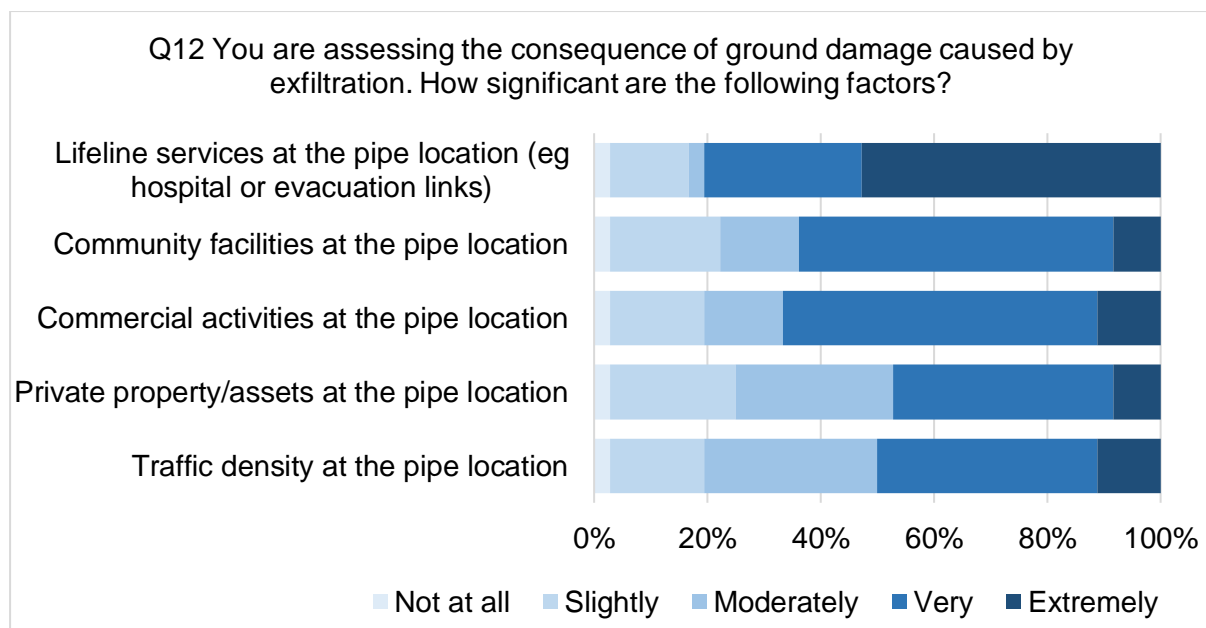 Q12 You are assessing the consequence of ground damage caused by
exfiltration. How significant are the following factors?
Lifeline services at the pipe location (eg
hospital or evacuation links)
Community facilities at the pipe location
Commercial activities at the pipe location
Private property/assets at the pipe location
Traffic density at the pipe location
0% 20% 40% 60% 80% 100%
Not at all Slightly Moderately Very Extremely